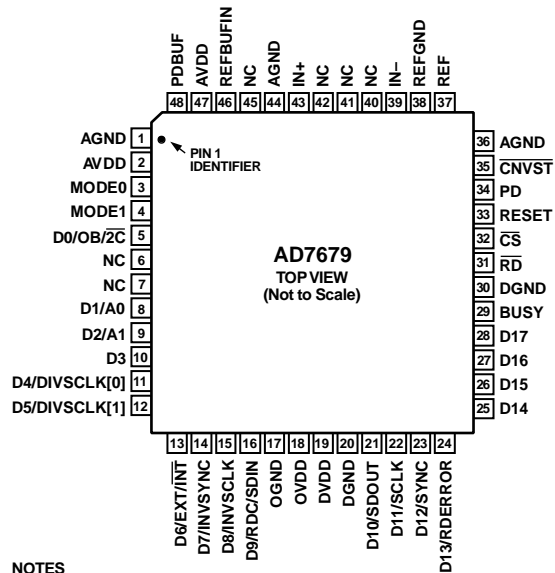 PDBUF
AVDD
REFBUFIN
NC
AGND
IN+
NC
NC
NC
IN–
REFGND
REF
48 47 46 45 44 43 42 41 40 39 38 37
AGND 1
AVDD 2
MODE0 3
MODE1 4
D0/OB/2C̅ 5
NC 6
NC 7
D1/A0 8
D2/A1 9
D3 10
D4/DIVSCLK[0] 11
D5/DIVSCLK[1] 12
PIN 1
IDENTIFIER
AD7679
TOP VIEW
(Not to Scale)
36 AGND
35 C̅N̅V̅S̅T̅
34 PD
33 RESET
32 C̅S̅
31 R̅D̅
30 DGND
29 BUSY
28 D17
27 D16
26 D15
25 D14
13 14 15 16 17 18 19 20 21 22 23 24
D6/EXT/I̅N̅T̅
D7/INVSYNC
D8/INVSCLK
D9/RDC/SDIN
OGND
OVDD
DVDD
DGND
D10/SDOUT
D11/SCLK
D12/SYNC
D13/RDERROR
NOTES